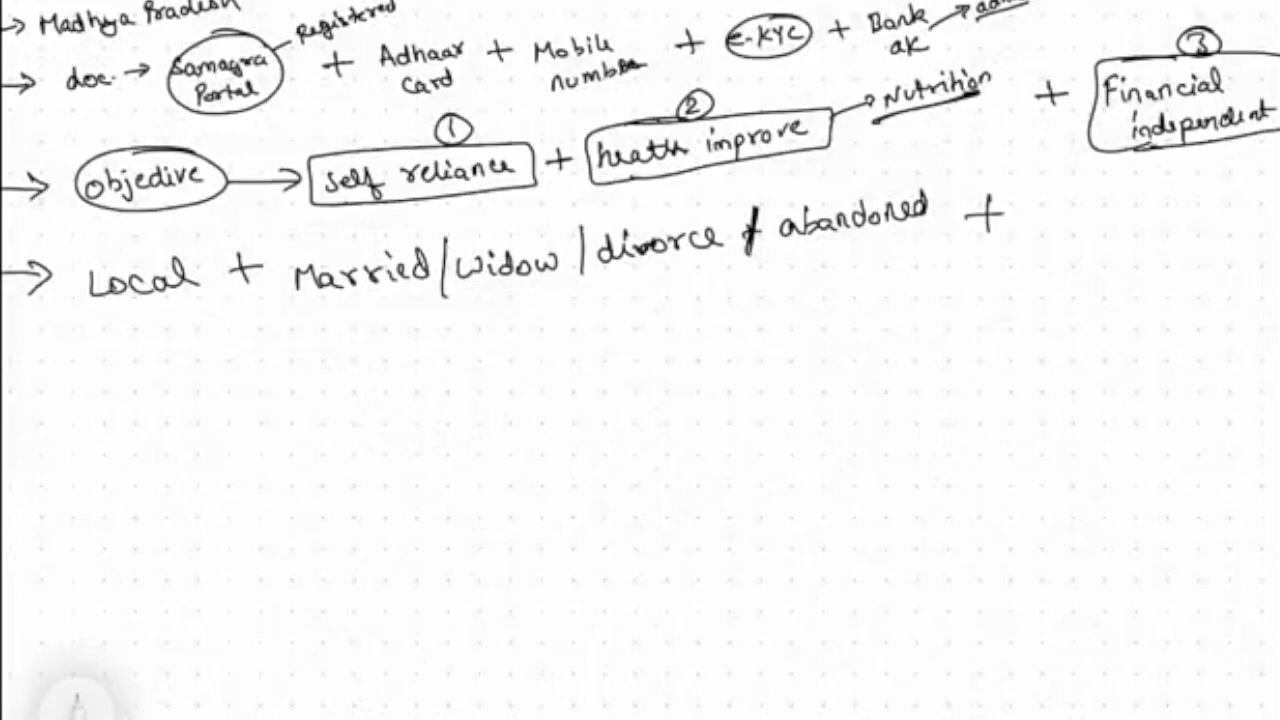 → Madhya Pradesh
→ doc. → Samagra Portal registered + Adhaar Card + Mobile number + e-KYC + Bank ak →
→ Objedive → ① self reliance + ② heath improve → Nutrition + ③ Financial independent
→ Local + Married/widow/divorce / abandoned +